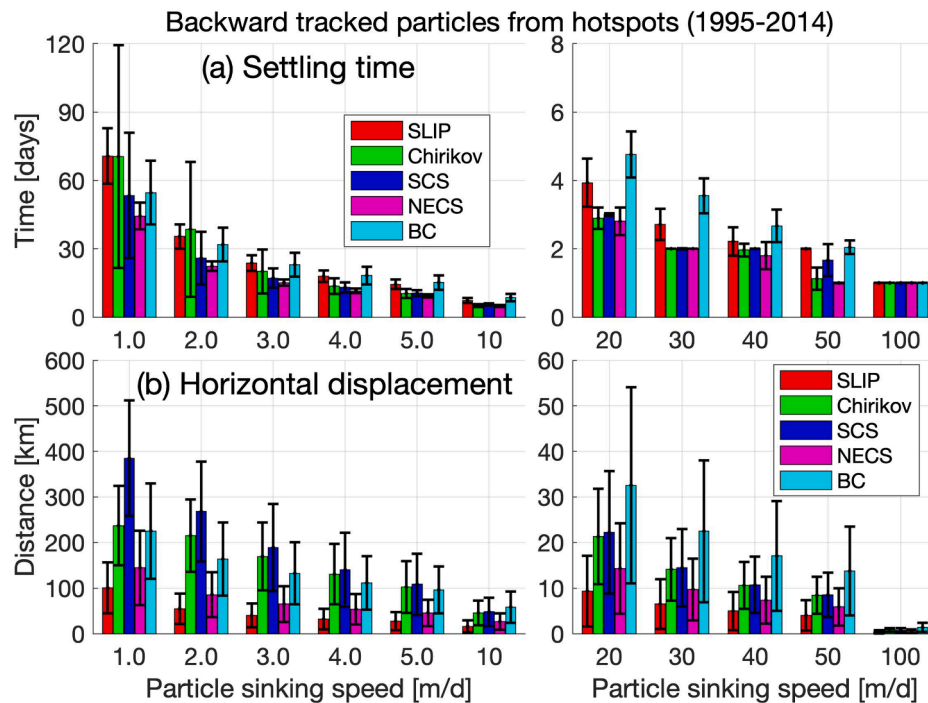 Backward tracked particles from hotspots (1995-2014)
(a) Settling time
Time [days]
120
90
60
30
0
1.0 2.0 3.0 4.0 5.0 10
SLIP
Chirikov
SCS
NECS
BC
8
6
4
2
0
20 30 40 50 100
(b) Horizontal displacement
Distance [km]
600
500
400
300
200
100
0
1.0 2.0 3.0 4.0 5.0 10
Particle sinking speed [m/d]
60
50
40
30
20
10
0
SLIP
Chirikov
SCS
NECS
BC
20 30 40 50 100
Particle sinking speed [m/d]